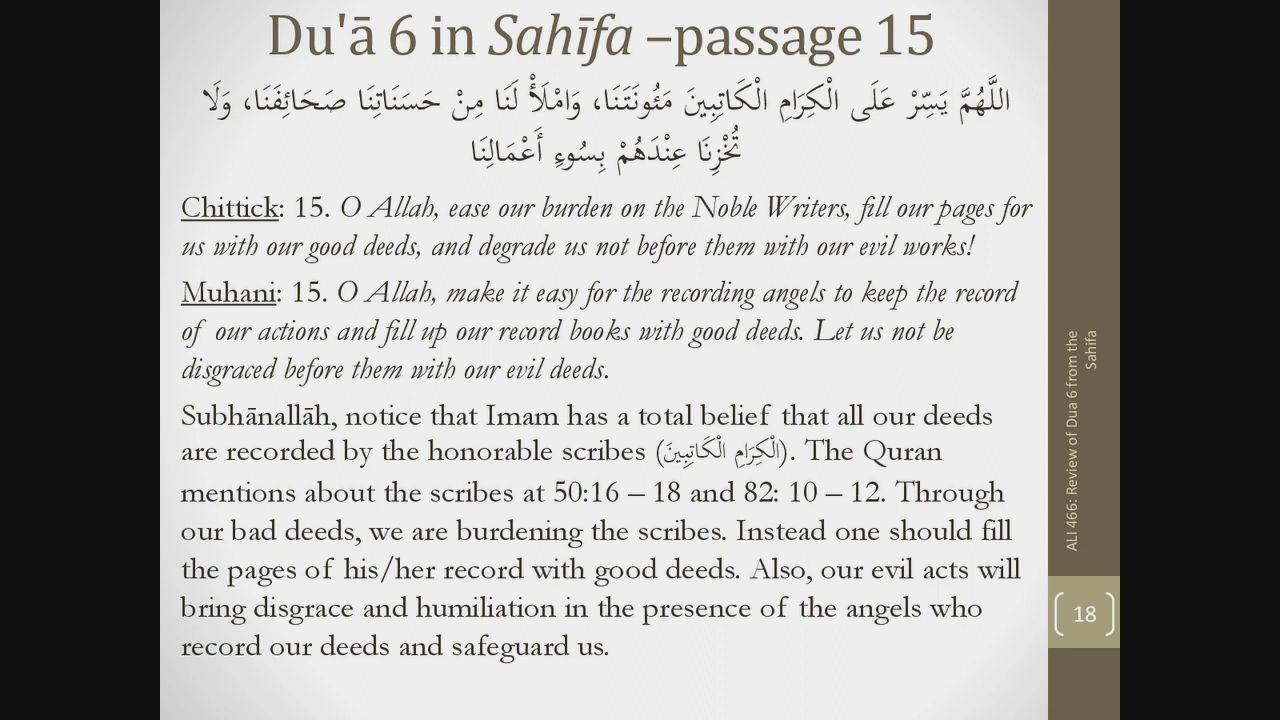 Du'ā 6 in Sahīfa –passage 15
اللَّهُمَّ يَسِّرْ عَلَى الْكِرَامِ الْكَاتِبِينَ مَئُونَتَنَا، وَامْلَأْ لَنَا مِنْ حَسَنَاتِنَا صَحَائِفَنَا، وَلَا
تُخْزِنَا عِنْدَهُمْ بِسُوءِ أَعْمَالِنَا
Chittick: 15. O Allah, ease our burden on the Noble Writers, fill our pages for
us with our good deeds, and degrade us not before them with our evil works!
Muhani: 15. O Allah, make it easy for the recording angels to keep the record
of our actions and fill up our record books with good deeds. Let us not be
disgraced before them with our evil deeds.
Subhānallāh, notice that Imam has a total belief that all our deeds
are recorded by the honorable scribes (الْكِرَامِ الْكَاتِبِينَ). The Quran
mentions about the scribes at 50:16 – 18 and 82: 10 – 12. Through
our bad deeds, we are burdening the scribes. Instead one should fill
the pages of his/her record with good deeds. Also, our evil acts will
bring disgrace and humiliation in the presence of the angels who
record our deeds and safeguard us.
ALI 466: Review of Dua 6 from the
Sahifa
18